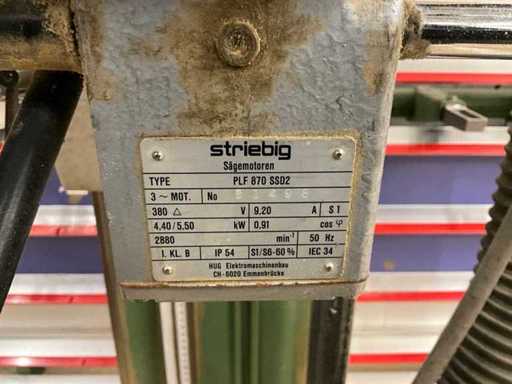 striebig
Sägemotoren
TYPE PLF 870 SSD2
3 ~ MOT. No
380 △ V 9.20 A S 1
4,40/5,50 kW 0,91 cos φ
2880 min⁻¹ 50 Hz
I. KL. B IP 54 S1/S6-60 % IEC 34
HUG Elektromaschinenbau
CH-6020 Emmenbrücke